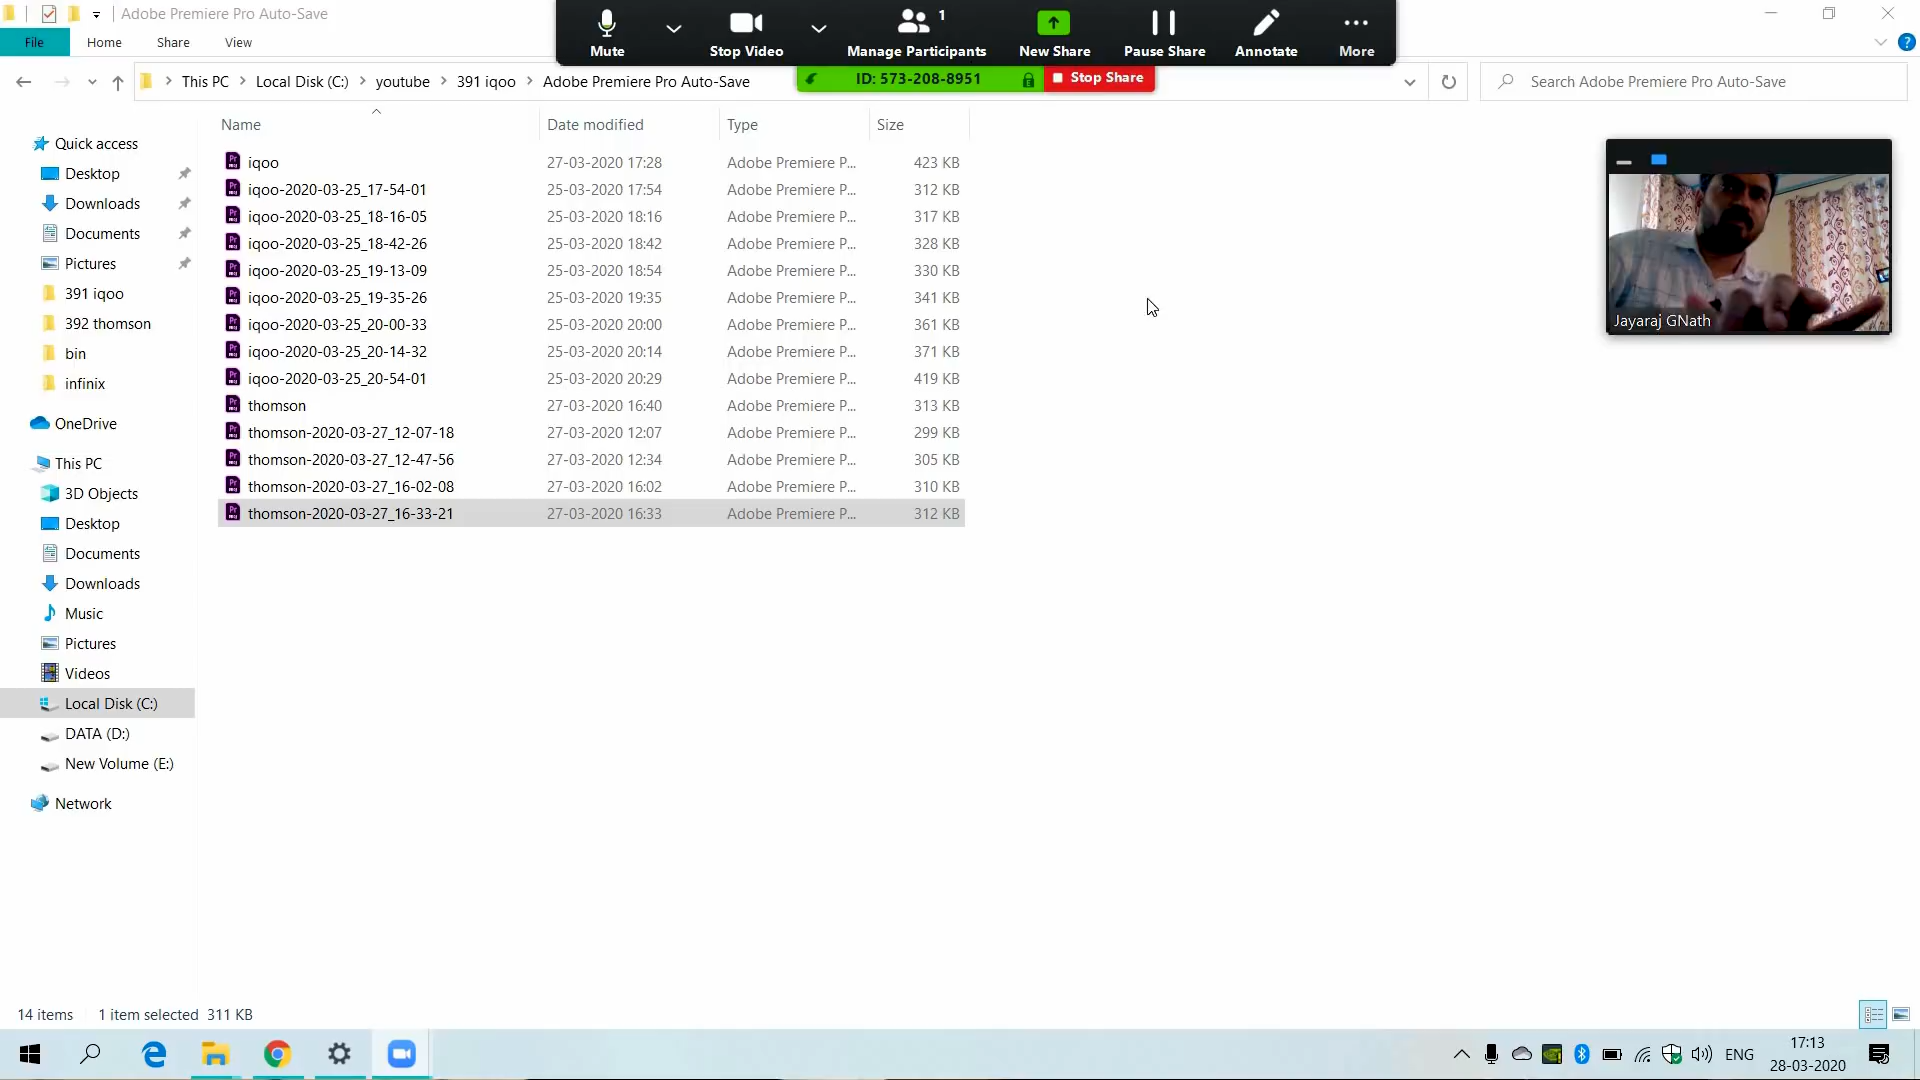 Adobe Premiere Pro Auto-Save
File Home Share View
Mute Stop Video Manage Participants 1 New Share Pause Share Annotate More
ID: 573-208-8951 Stop Share
This PC Local Disk (C:) youtube 391 iqoo Adobe Premiere Pro Auto-Save
Search Adobe Premiere Pro Auto-Save
Name Date modified Type Size
iqoo 27-03-2020 17:28 Adobe Premiere P... 423 KB
iqoo-2020-03-25_17-54-01 25-03-2020 17:54 Adobe Premiere P... 312 KB
iqoo-2020-03-25_18-16-05 25-03-2020 18:16 Adobe Premiere P... 317 KB
iqoo-2020-03-25_18-42-26 25-03-2020 18:42 Adobe Premiere P... 328 KB
iqoo-2020-03-25_19-13-09 25-03-2020 18:54 Adobe Premiere P... 330 KB
iqoo-2020-03-25_19-35-26 25-03-2020 19:35 Adobe Premiere P... 341 KB
iqoo-2020-03-25_20-00-33 25-03-2020 20:00 Adobe Premiere P... 361 KB
iqoo-2020-03-25_20-14-32 25-03-2020 20:14 Adobe Premiere P... 371 KB
iqoo-2020-03-25_20-54-01 25-03-2020 20:29 Adobe Premiere P... 419 KB
thomson 27-03-2020 16:40 Adobe Premiere P... 313 KB
thomson-2020-03-27_12-07-18 27-03-2020 12:07 Adobe Premiere P... 299 KB
thomson-2020-03-27_12-47-56 27-03-2020 12:34 Adobe Premiere P... 305 KB
thomson-2020-03-27_16-02-08 27-03-2020 16:02 Adobe Premiere P... 310 KB
thomson-2020-03-27_16-33-21 27-03-2020 16:33 Adobe Premiere P... 312 KB
Quick access
Desktop
Downloads
Documents
Pictures
391 iqoo
392 thomson
bin
infinix
OneDrive
This PC
3D Objects
Desktop
Documents
Downloads
Music
Pictures
Videos
Local Disk (C:)
DATA (D:)
New Volume (E:)
Network
Jayaraj GNath
14 items 1 item selected 311 KB
ENG
17:13
28-03-2020